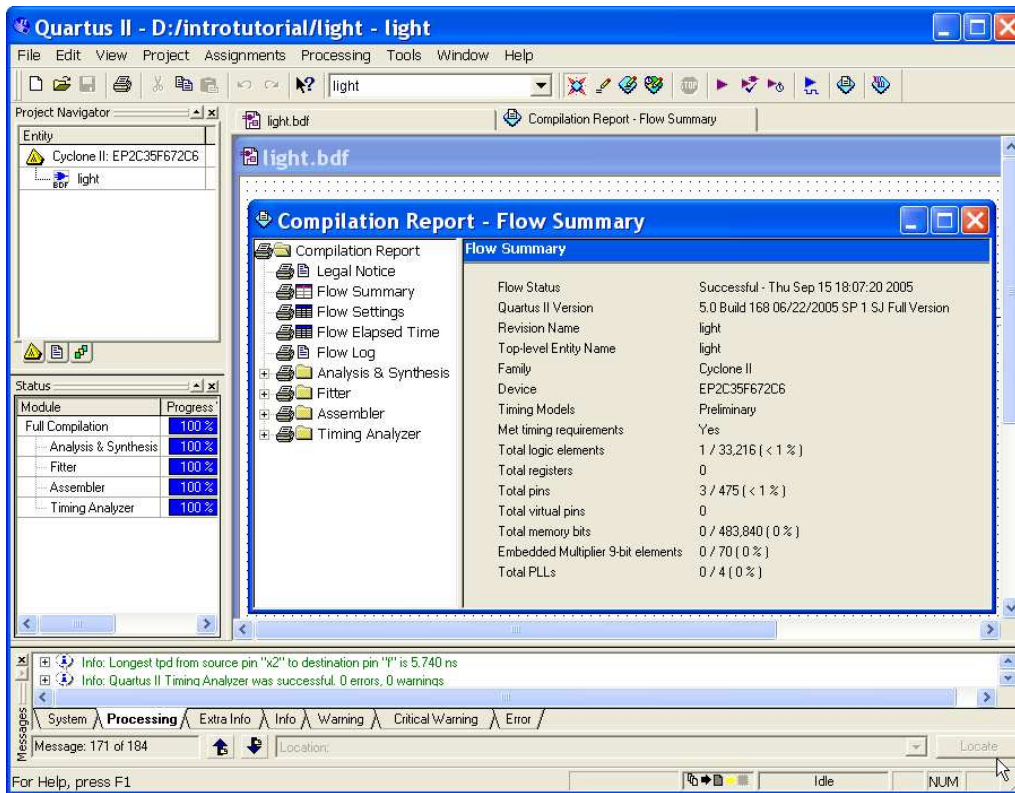 Quartus II - D:/introtutorial/light - light
File Edit View Project Assignments Processing Tools Window Help
light
Project Navigator
Entity
Cyclone II: EP2C35F672C6
BDF light
light.bdf
Compilation Report - Flow Summary
light.bdf
Compilation Report - Flow Summary
Compilation Report
Legal Notice
Flow Summary
Flow Settings
Flow Elapsed Time
Flow Log
Analysis & Synthesis
Fitter
Assembler
Timing Analyzer
Flow Summary
Flow Status Successful - Thu Sep 15 18:07:20 2005
Quartus II Version 5.0 Build 168 06/22/2005 SP 1 SJ Full Version
Revision Name light
Top-level Entity Name light
Family Cyclone II
Device EP2C35F672C6
Timing Models Preliminary
Met timing requirements Yes
Total logic elements 1 / 33,216 ( < 1 % )
Total registers 0
Total pins 3 / 475 ( < 1 % )
Total virtual pins 0
Total memory bits 0 / 483,840 ( 0 % )
Embedded Multiplier 9-bit elements 0 / 70 ( 0 % )
Total PLLs 0 / 4 ( 0 % )
Status
Module Progress
Full Compilation 100 %
Analysis & Synthesis 100 %
Fitter 100 %
Assembler 100 %
Timing Analyzer 100 %
Info: Longest tpd from source pin "x2" to destination pin "f" is 5.740 ns
Info: Quartus II Timing Analyzer was successful. 0 errors, 0 warnings
System Processing Extra Info Info Warning Critical Warning Error
Messages
Message: 171 of 184
Location:
Locate
For Help, press F1
Idle
NUM